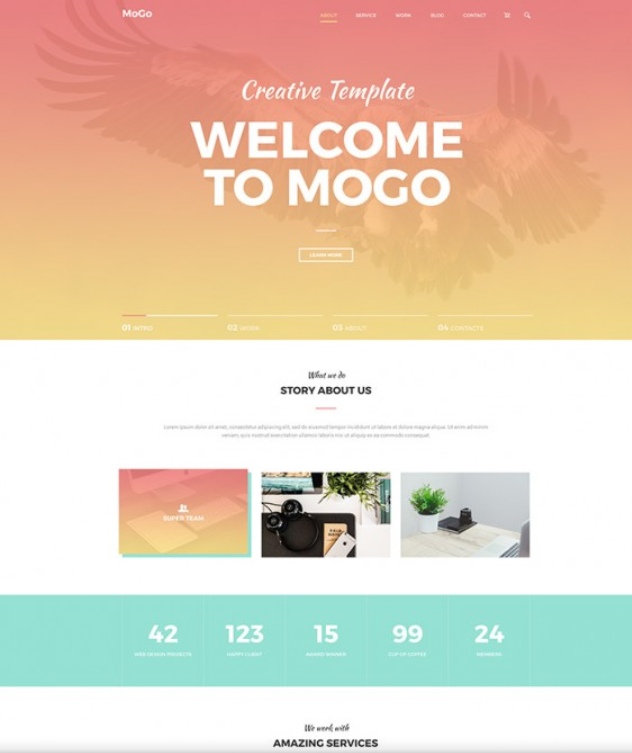 MoGo
ABOUT SERVICE WORK BLOG CONTACT
Creative Template
WELCOME
TO MOGO
LEARN MORE
01 INTRO 02 WORK 03 ABOUT 04 CONTACTS
What we do
STORY ABOUT US
Lorem ipsum dolor sit amet, consectetur adipiscing elit, sed do eiusmod tempor incididunt ut labore et dolore magna aliqua. Ut enim ad minim
veniam, quis nostrud exercitation ullamco laboris nisi ut aliquip ex ea commodo consequat.
SUPER TEAM
42 123 15 99 24
WEB DESIGN PROJECTS HAPPY CLIENT AWARD WINNER CUP OF COFFEE MEMBERS
We work with
AMAZING SERVICES